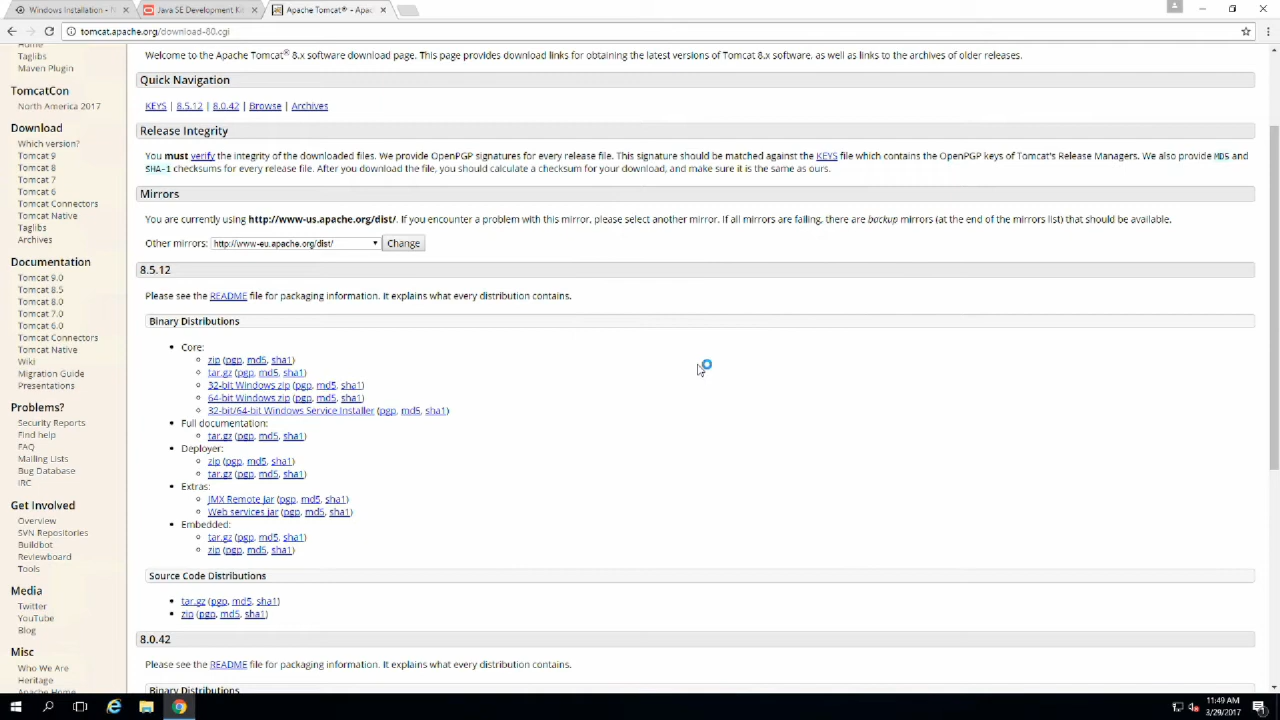 Windows Installation - N
Java SE Development Kit
Apache Tomcat® - Apac
tomcat.apache.org/download-80.cgi
Home
Taglibs
Maven Plugin
TomcatCon
North America 2017
Download
Which version?
Tomcat 9
Tomcat 8
Tomcat 7
Tomcat 6
Tomcat Connectors
Tomcat Native
Taglibs
Archives
Documentation
Tomcat 9.0
Tomcat 8.5
Tomcat 8.0
Tomcat 7.0
Tomcat 6.0
Tomcat Connectors
Tomcat Native
Wiki
Migration Guide
Presentations
Problems?
Security Reports
Find help
FAQ
Mailing Lists
Bug Database
IRC
Get Involved
Overview
SVN Repositories
Buildbot
Reviewboard
Tools
Media
Twitter
YouTube
Blog
Misc
Who We Are
Heritage
Apache Home
Welcome to the Apache Tomcat® 8.x software download page. This page provides download links for obtaining the latest versions of Tomcat 8.x software, as well as links to the archives of older releases.
Quick Navigation
KEYS | 8.5.12 | 8.0.42 | Browse | Archives
Release Integrity
You must verify the integrity of the downloaded files. We provide OpenPGP signatures for every release file. This signature should be matched against the KEYS file which contains the OpenPGP keys of Tomcat's Release Managers. We also provide MD5 and
SHA-1 checksums for every release file. After you download the file, you should calculate a checksum for your download, and make sure it is the same as ours.
Mirrors
You are currently using http://www-us.apache.org/dist/. If you encounter a problem with this mirror, please select another mirror. If all mirrors are failing, there are backup mirrors (at the end of the mirrors list) that should be available.
Other mirrors: http://www-eu.apache.org/dist/ Change
8.5.12
Please see the README file for packaging information. It explains what every distribution contains.
Binary Distributions
Core:
zip (pgp, md5, sha1)
tar.gz (pgp, md5, sha1)
32-bit Windows zip (pgp, md5, sha1)
64-bit Windows zip (pgp, md5, sha1)
32-bit/64-bit Windows Service Installer (pgp, md5, sha1)
Full documentation:
tar.gz (pgp, md5, sha1)
Deployer:
zip (pgp, md5, sha1)
tar.gz (pgp, md5, sha1)
Extras:
JMX Remote jar (pgp, md5, sha1)
Web services jar (pgp, md5, sha1)
Embedded:
tar.gz (pgp, md5, sha1)
zip (pgp, md5, sha1)
Source Code Distributions
tar.gz (pgp, md5, sha1)
zip (pgp, md5, sha1)
8.0.42
Please see the README file for packaging information. It explains what every distribution contains.
Binary Distributions
11:49 AM
3/29/2017